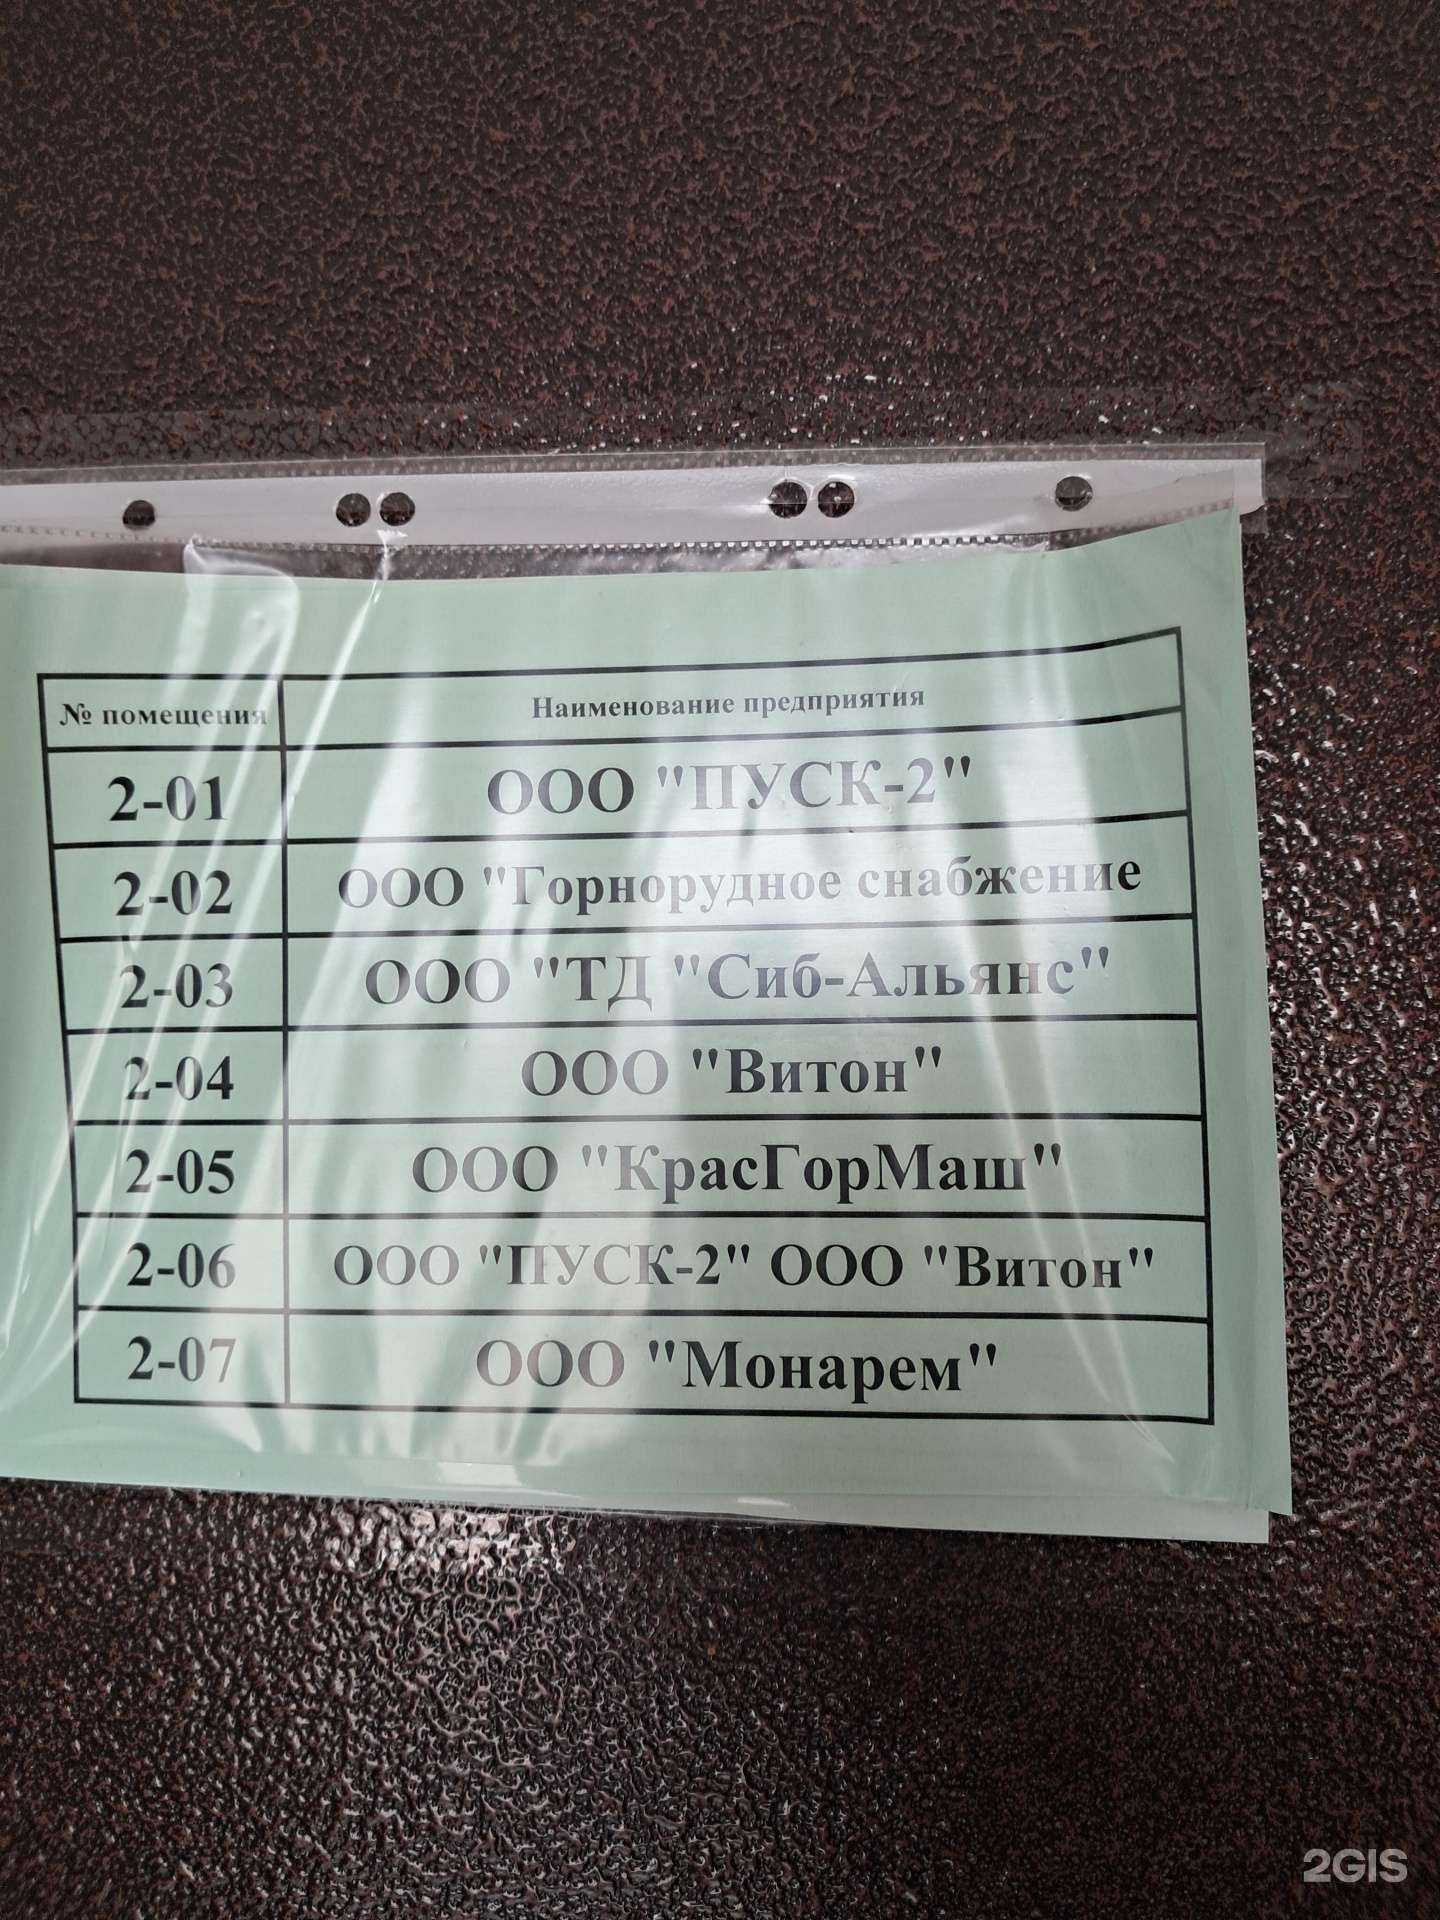 № помещения Наименование предприятия
2-01 ООО "ПУСК-2"
2-02 ООО "Горнорудное снабжение
2-03 ООО "ТД "Сиб-Альянс"
2-04 ООО "Витон"
2-05 ООО "КрасГорМаш"
2-06 ООО "ПУСК-2" ООО "Витон"
2-07 ООО "Монарем"
2GIS